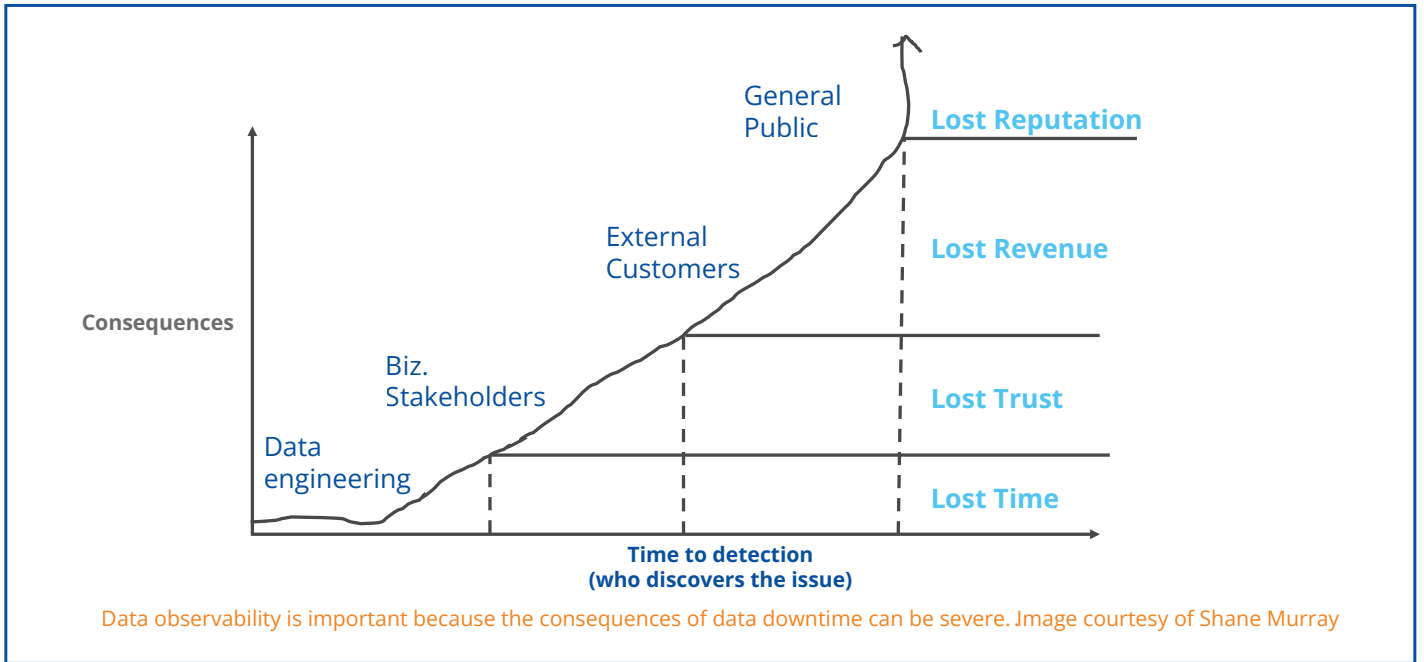 General
Public
Lost Reputation
External
Customers
Lost Revenue
Consequences
Biz.
Stakeholders
Lost Trust
Data
engineering
Lost Time
Time to detection
(who discovers the issue)
Data observability is important because the consequences of data downtime can be severe. .Image courtesy of Shane Murray